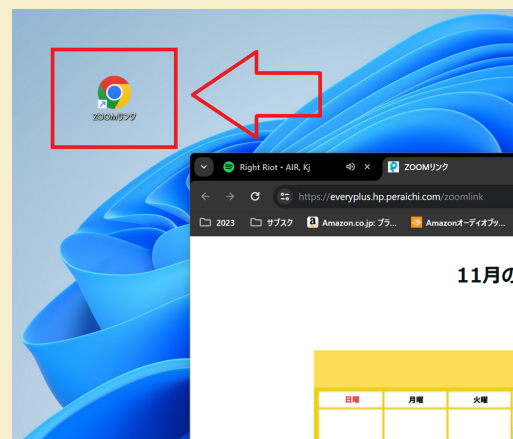 ZOOMリンク
Right Riot • AIR, Kj
ZOOMリンク
https://everyplus.hp.peraichi.com/zoomlink
2023
サブスク
Amazon.co.jp: プラ...
Amazonオーディオブッ...
11月の
日曜 月曜 火曜